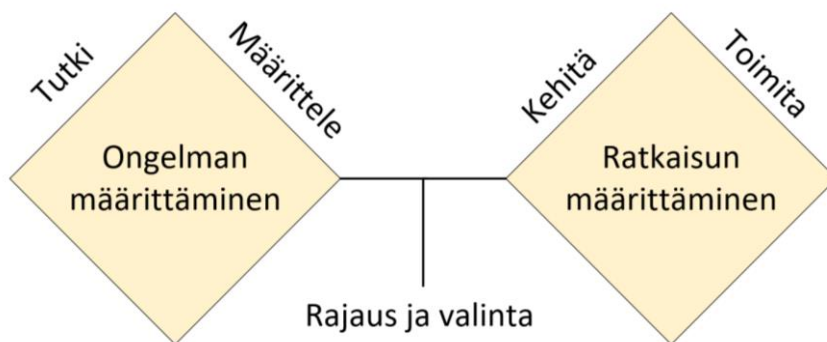 Tutki
Määrittele
Ongelman
määrittäminen
Kehitä
Toimita
Ratkaisun
määrittäminen
Rajaus ja valinta